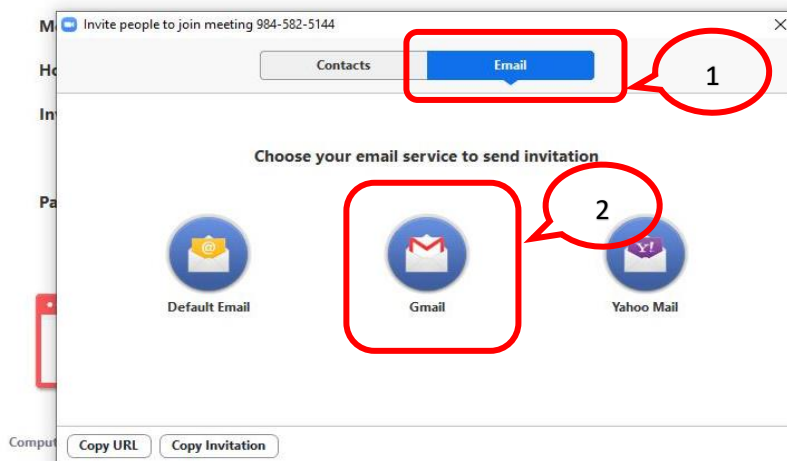 Invite people to join meeting 984-582-5144
Contacts
Email
1
Choose your email service to send invitation
2
@
Y!
Default Email
Gmail
Yahoo Mail
Copy URL
Copy Invitation